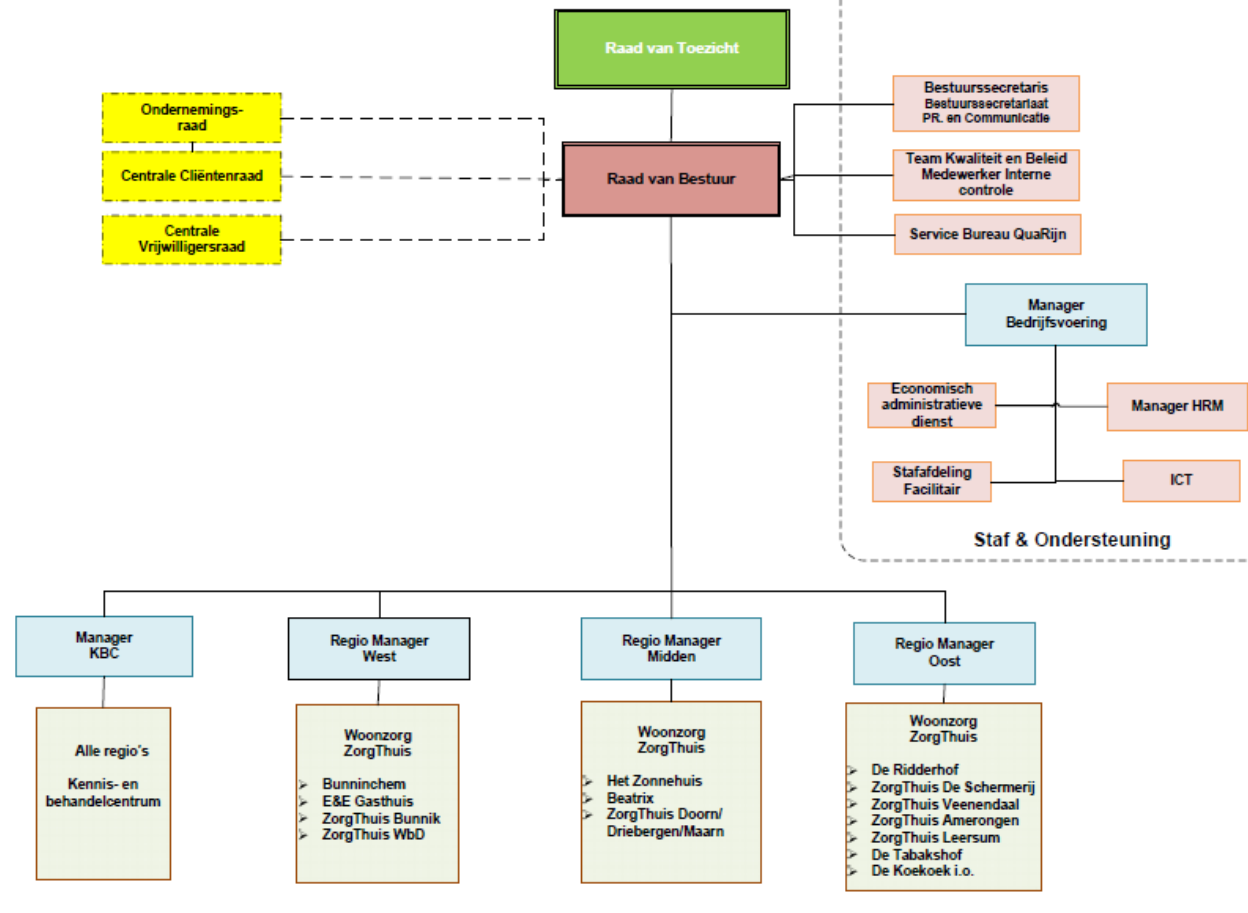 Raad van Toezicht
Ondernemings-
raad
Centrale Cliëntenraad
Centrale
Vrijwilligersraad
Raad van Bestuur
Bestuurssecretaris
Bestuurssecretariaat
PR. en Communicatie
Team Kwaliteit en Beleid
Medewerker Interne
controle
Service Bureau QuaRijn
Manager
Bedrijfsvoering
Economisch
administratieve
dienst
Manager HRM
Stafafdeling
Facilitair
ICT
Staf & Ondersteuning
Manager
KBC
Alle regio's
Kennis- en
behandelcentrum
Regio Manager
West
Woonzorg
ZorgThuis
Bunninchem
E&E Gasthuis
ZorgThuis Bunnik
ZorgThuis WbD
Regio Manager
Midden
Woonzorg
ZorgThuis
Het Zonnehuis
Beatrix
ZorgThuis Doorn/
Driebergen/Maarn
Regio Manager
Oost
Woonzorg
ZorgThuis
De Ridderhof
ZorgThuis De Schermerij
ZorgThuis Veenendaal
ZorgThuis Amerongen
ZorgThuis Leersum
De Tabakshof
De Koekoek i.o.